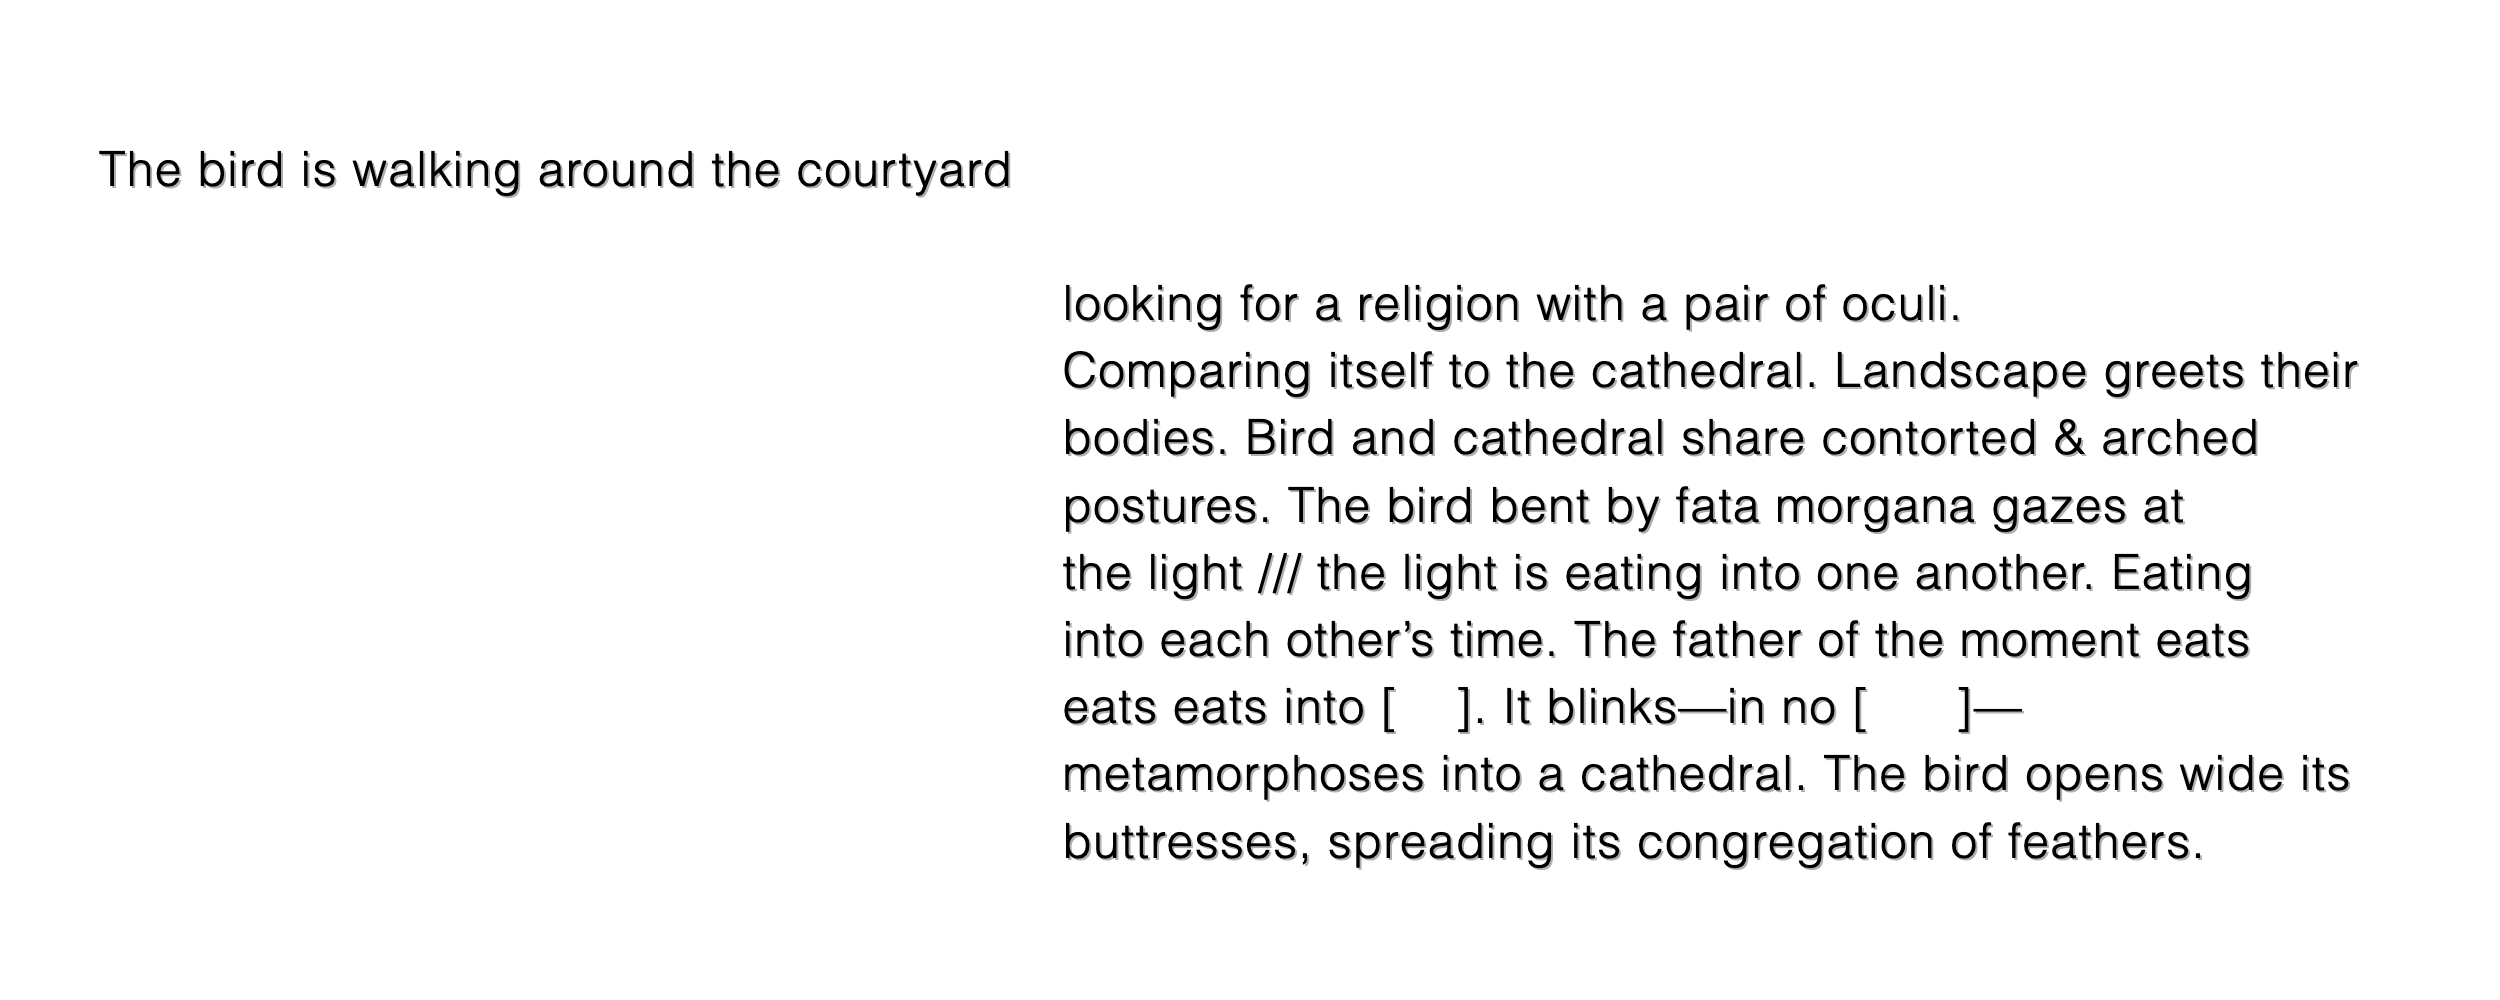 The bird is walking around the courtyard
looking for a religion with a pair of oculi.
Comparing itself to the cathedral. Landscape greets their
bodies. Bird and cathedral share contorted & arched
postures. The bird bent by fata morgana gazes at
the light /// the light is eating into one another. Eating
into each other’s time. The father of the moment eats
eats eats into [    ]. It blinks—in no [      ]—
metamorphoses into a cathedral. The bird opens wide its
buttresses, spreading its congregation of feathers.